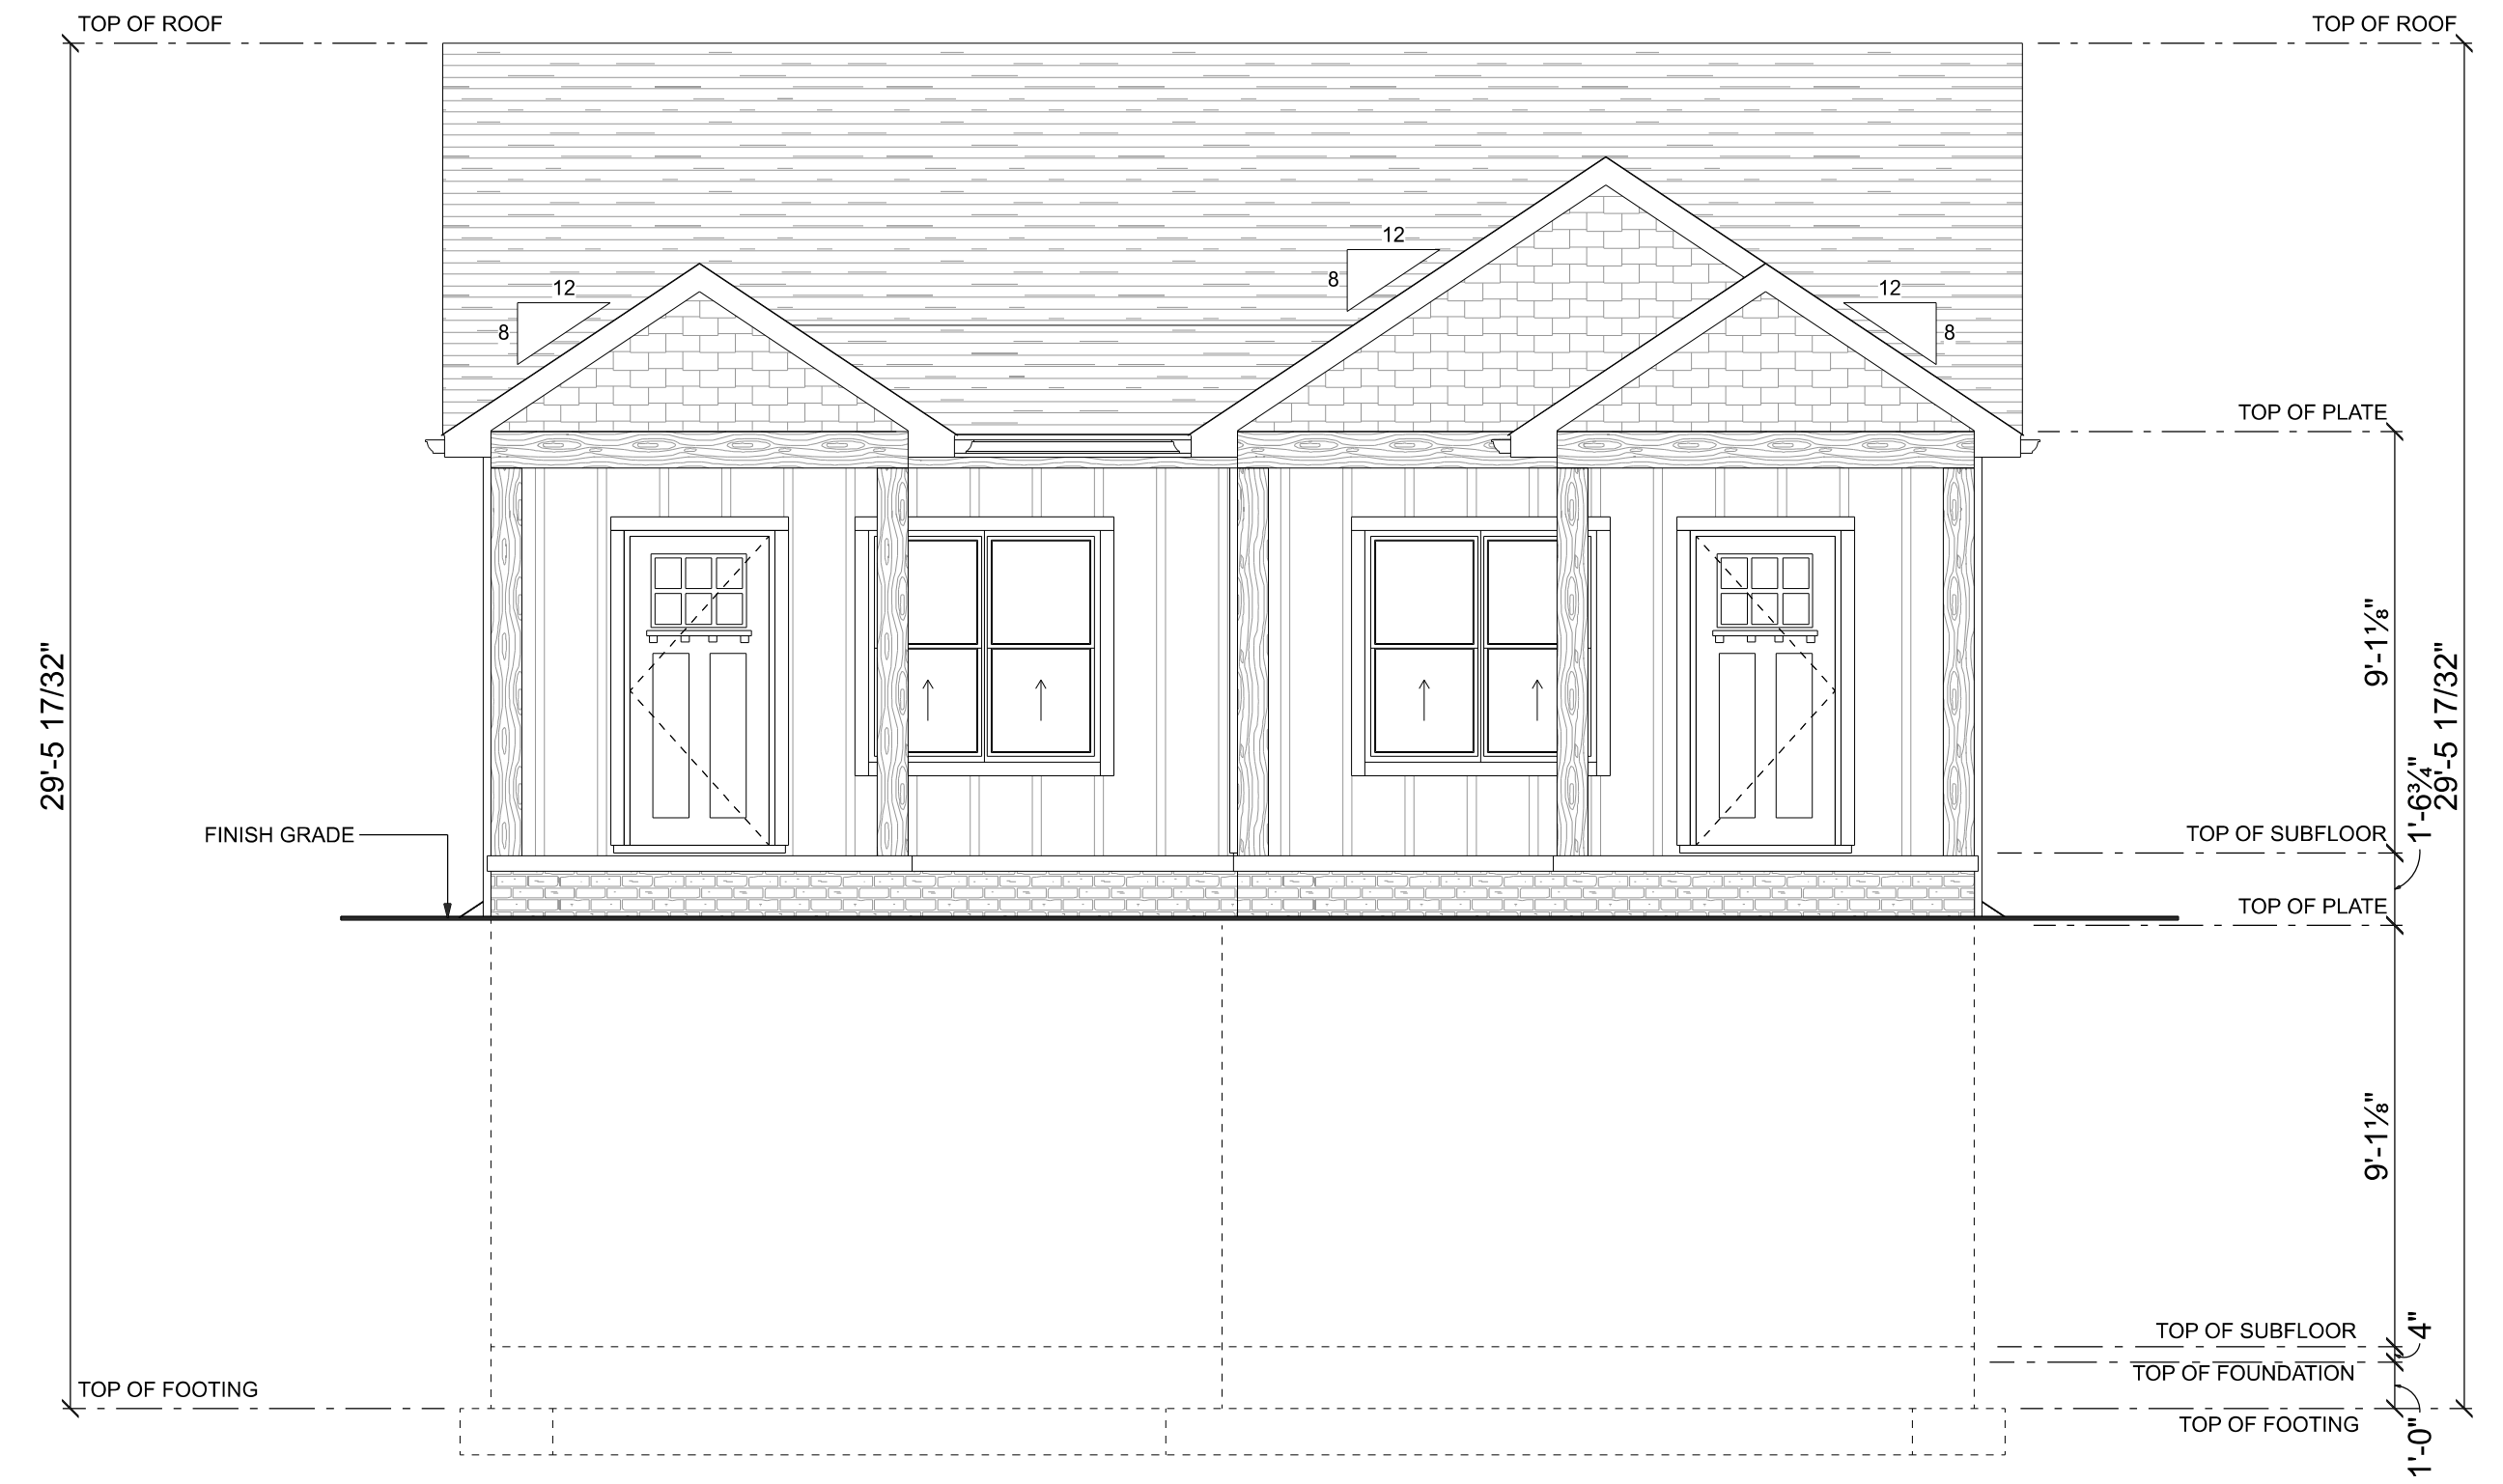 TOP OF ROOF
TOP OF ROOF
12
8
12
8
12
8
TOP OF PLATE
9'-1⅛"
29'-5 17/32"
29'-5 17/32"
1'-6¾"
FINISH GRADE
TOP OF SUBFLOOR
TOP OF PLATE
9'-1⅛"
4"
TOP OF SUBFLOOR
TOP OF FOUNDATION
TOP OF FOOTING
TOP OF FOOTING
1'-0"